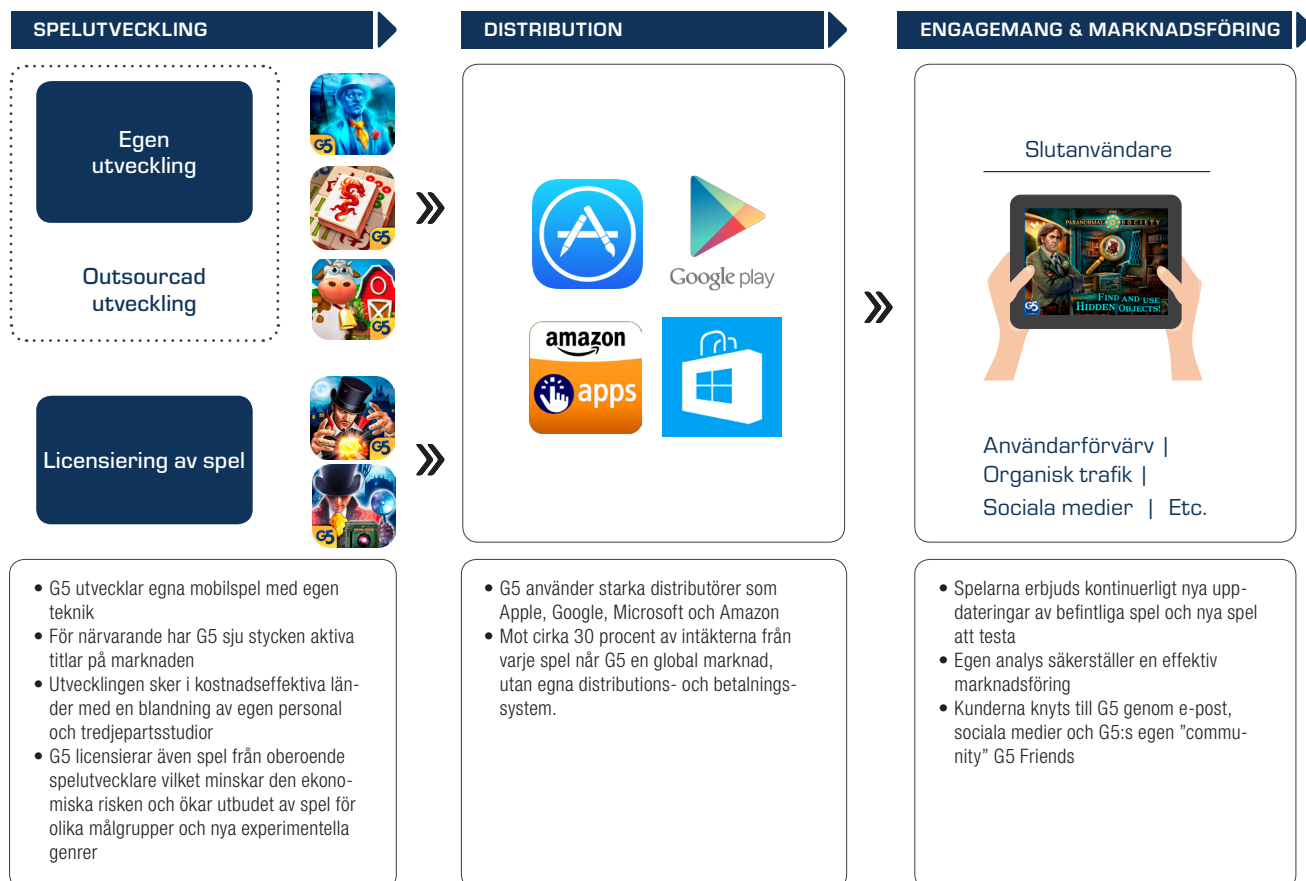 SPELUTVECKLING
Egen
utveckling
Outsourcad
utveckling
G5
G5
G5
Licensiering av spel
G5
G5
• G5 utvecklar egna mobilspel med egen
teknik
• För närvarande har G5 sju stycken aktiva
titlar på marknaden
• Utvecklingen sker i kostnadseffektiva län-
der med en blandning av egen personal
och tredjepartsstudior
• G5 licensierar även spel från oberoende
spelutvecklare vilket minskar den ekono-
miska risken och ökar utbudet av spel för
olika målgrupper och nya experimentella
genrer
DISTRIBUTION
Google play
amazon
apps
• G5 använder starka distributörer som
Apple, Google, Microsoft och Amazon
• Mot cirka 30 procent av intäkterna från
varje spel når G5 en global marknad,
utan egna distributions- och betalnings-
system.
ENGAGEMANG & MARKNADSFÖRING
Slutanvändare
THE
PARANORMAL SOCIETY
FIND AND USE
HIDDEN OBJECTS!
G5
Användarförvärv |
Organisk trafik |
Sociala medier | Etc.
• Spelarna erbjuds kontinuerligt nya upp-
dateringar av befintliga spel och nya spel
att testa
• Egen analys säkerställer en effektiv
marknadsföring
• Kunderna knyts till G5 genom e-post,
sociala medier och G5:s egen ”commu-
nity” G5 Friends